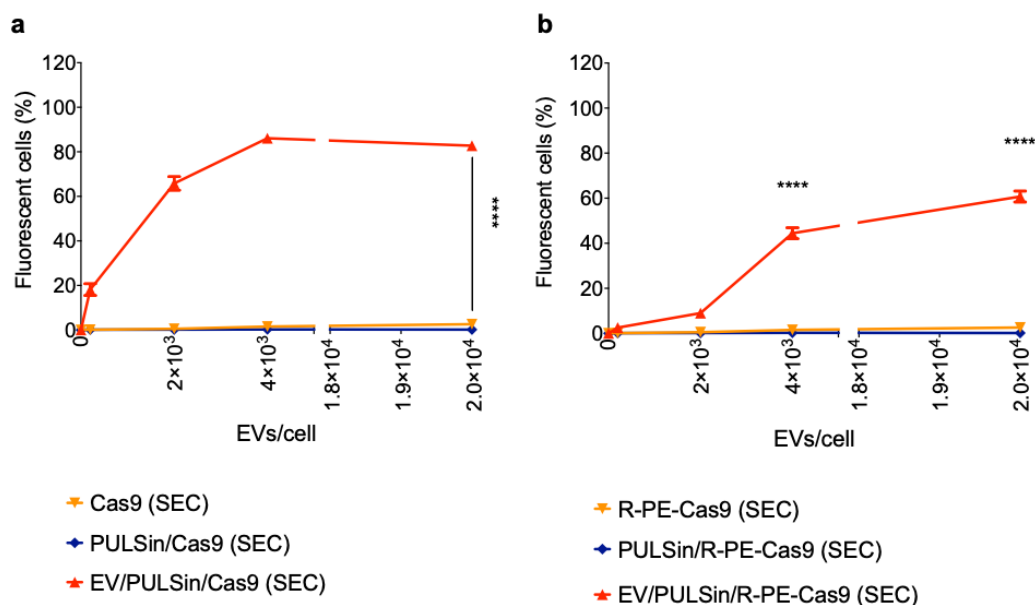 a
120
100
80
60
40
20
0
Fluorescent cells (%)
****
0
2×10³
4×10³
1.8×10⁴
1.9×10⁴
2.0×10⁴
EVs/cell
Cas9 (SEC)
PULSin/Cas9 (SEC)
EV/PULSin/Cas9 (SEC)
b
120
100
80
60
40
20
0
Fluorescent cells (%)
****
****
0
2×10³
4×10³
1.8×10⁴
1.9×10⁴
2.0×10⁴
EVs/cell
R-PE-Cas9 (SEC)
PULSin/R-PE-Cas9 (SEC)
EV/PULSin/R-PE-Cas9 (SEC)